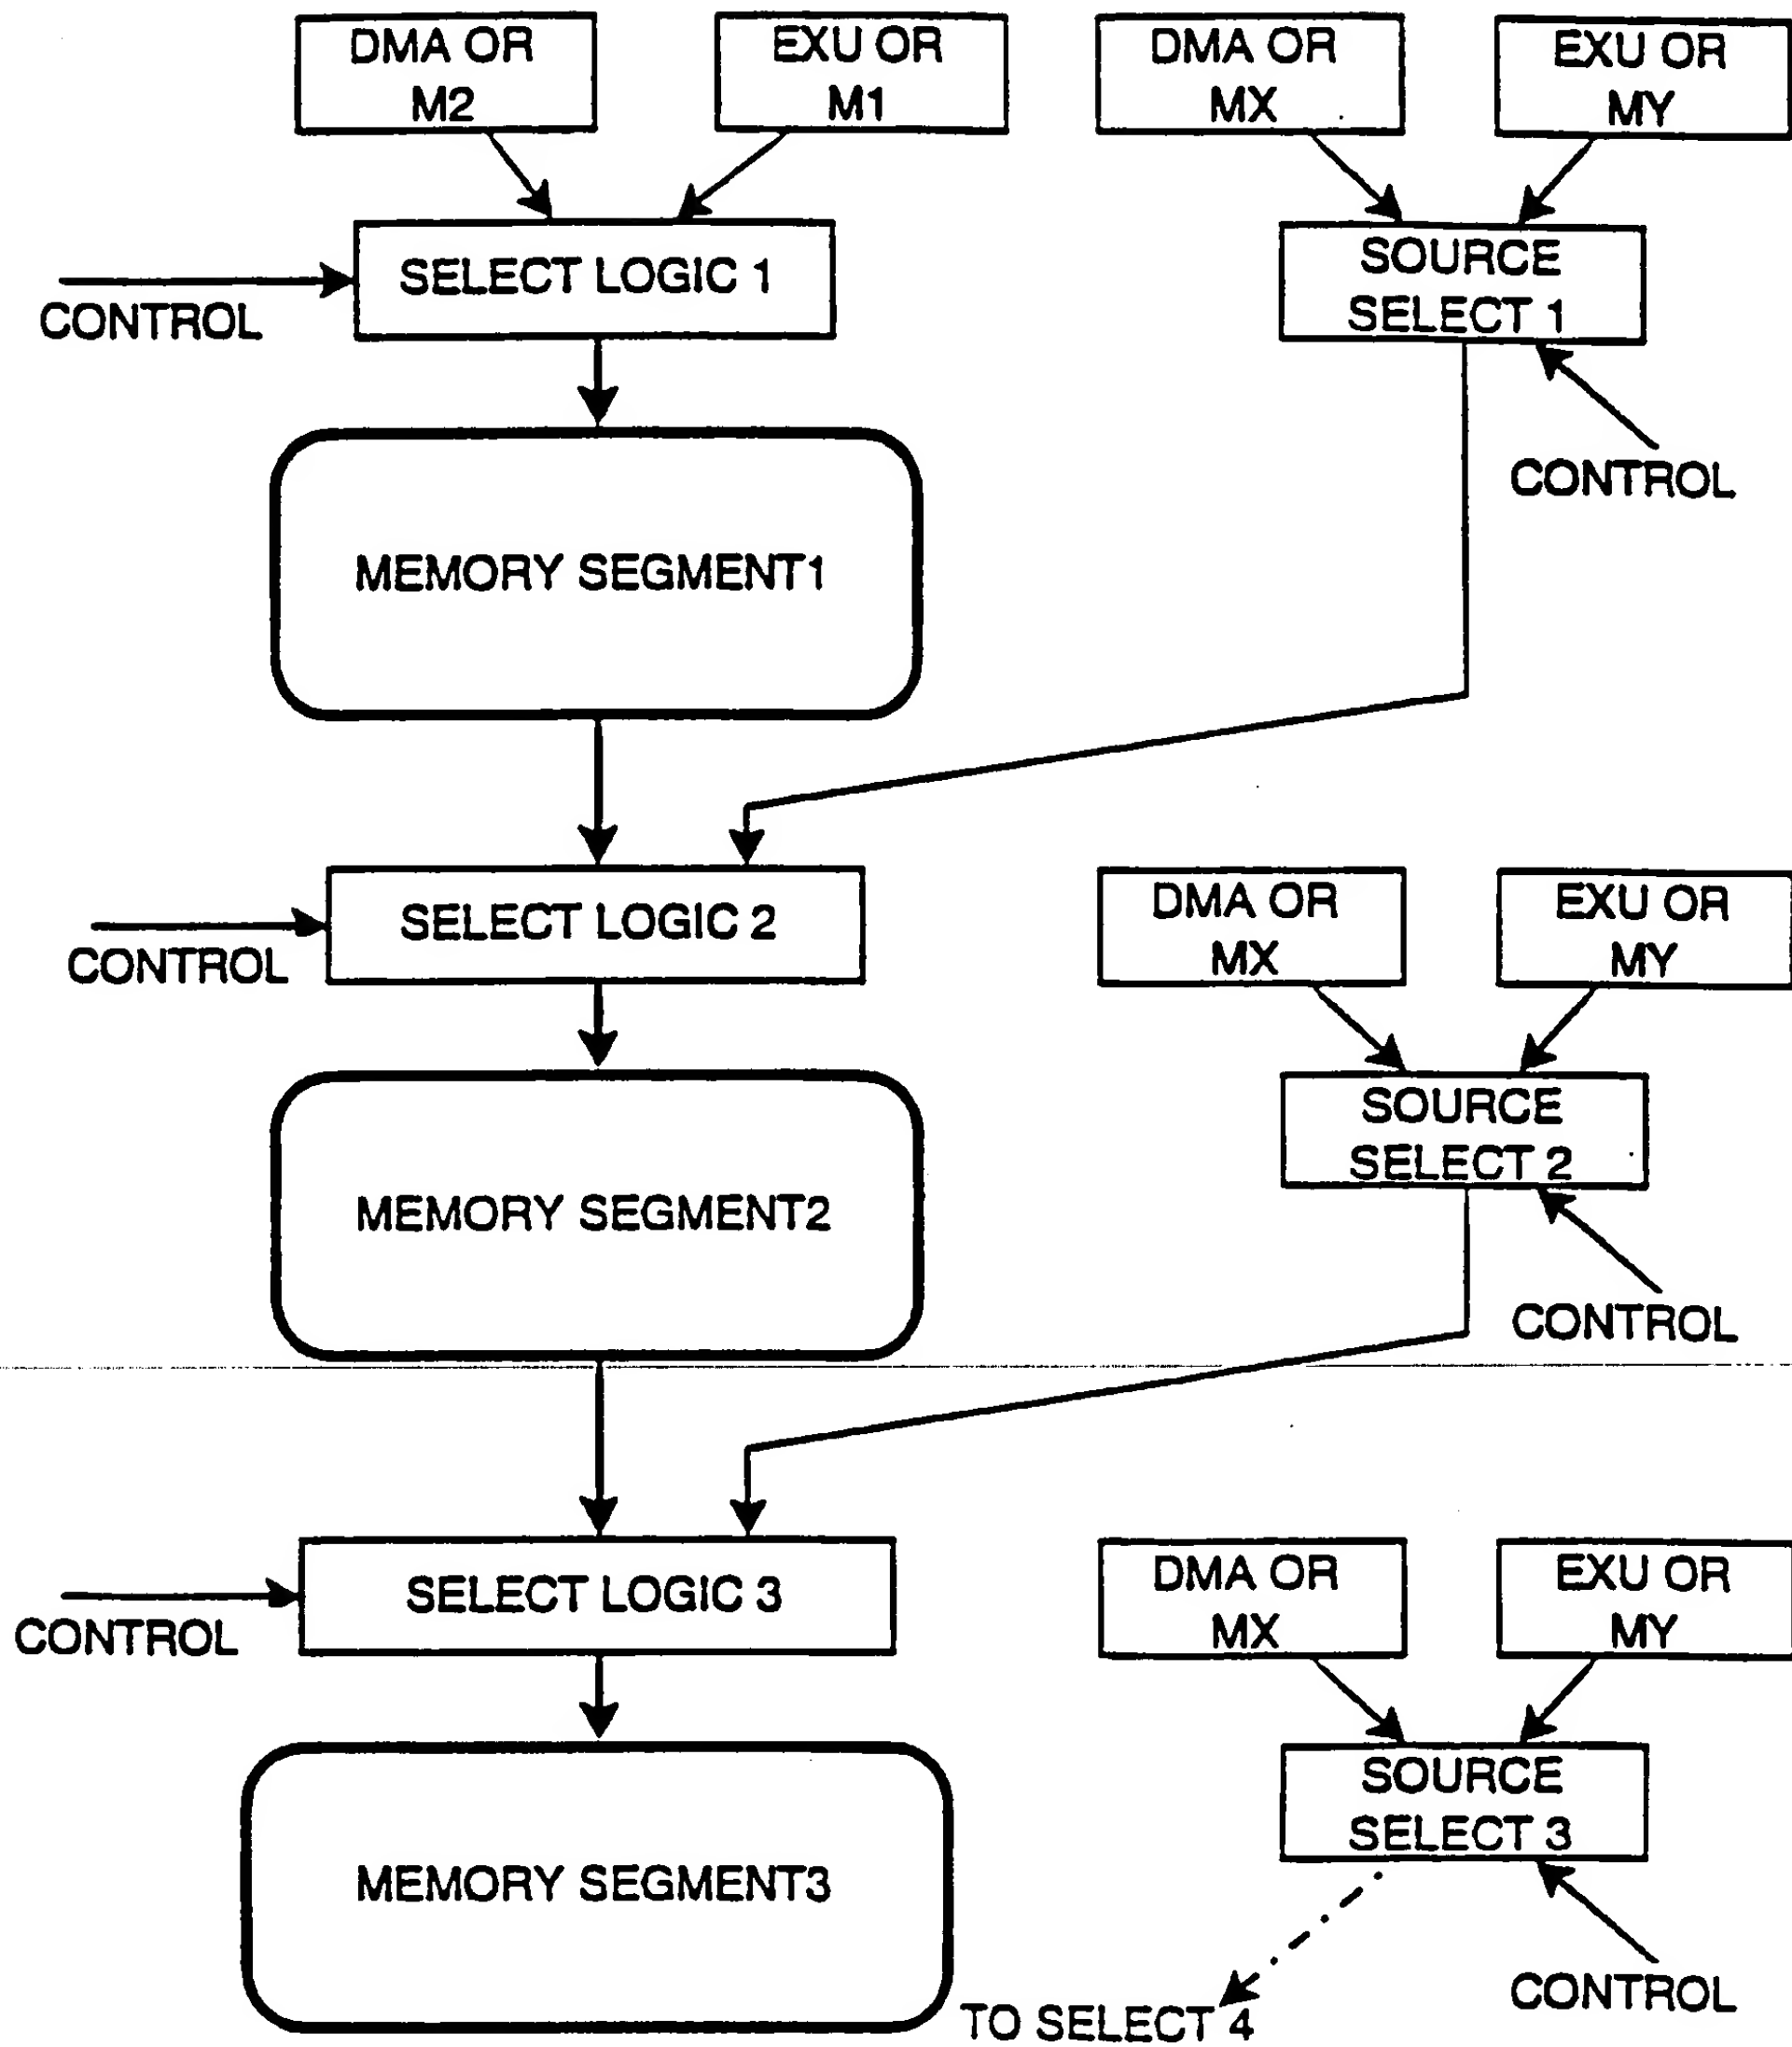 DMA OR
M2
EXU OR
M1
DMA OR
MX
EXU OR
MY
SELECT LOGIC 1
CONTROL
SOURCE
SELECT 1
CONTROL
MEMORY SEGMENT1
SELECT LOGIC 2
CONTROL
DMA OR
MX
EXU OR
MY
SOURCE
SELECT 2
CONTROL
MEMORY SEGMENT2
SELECT LOGIC 3
CONTROL
DMA OR
MX
EXU OR
MY
SOURCE
SELECT 3
CONTROL
MEMORY SEGMENT3
TO SELECT 4